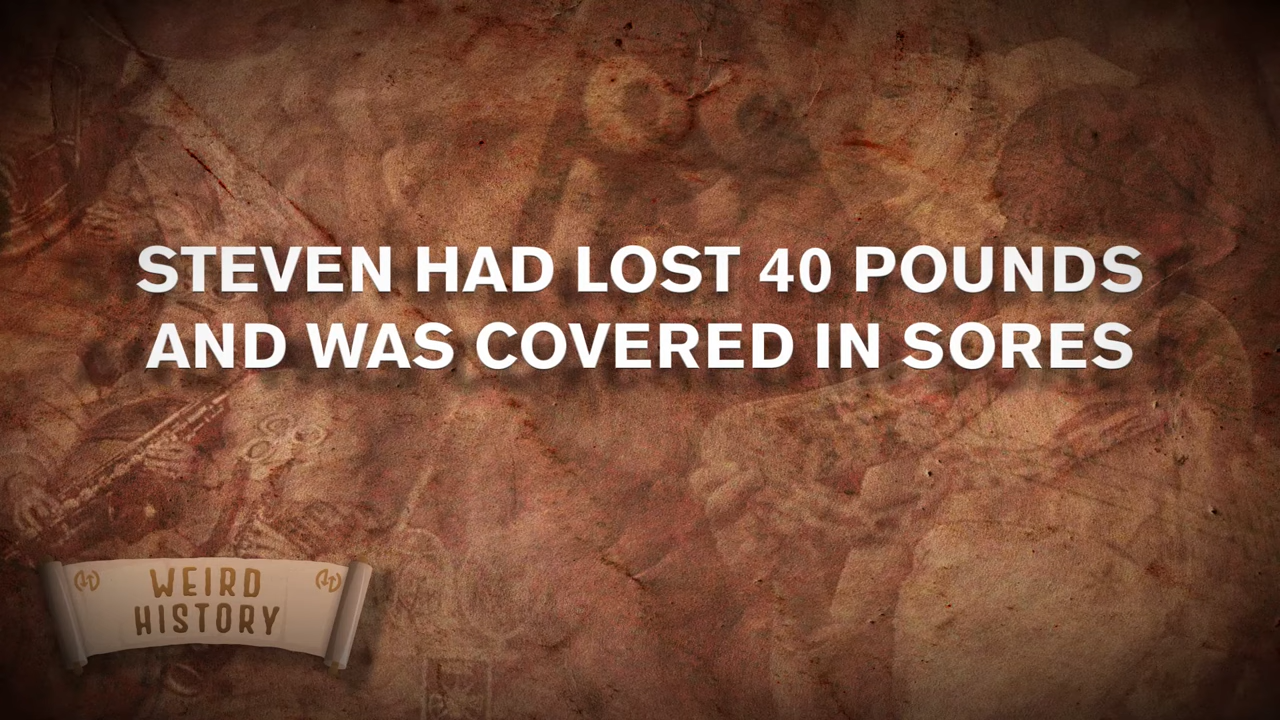 STEVEN HAD LOST 40 POUNDS
AND WAS COVERED IN SORES
WEIRD
HISTORY